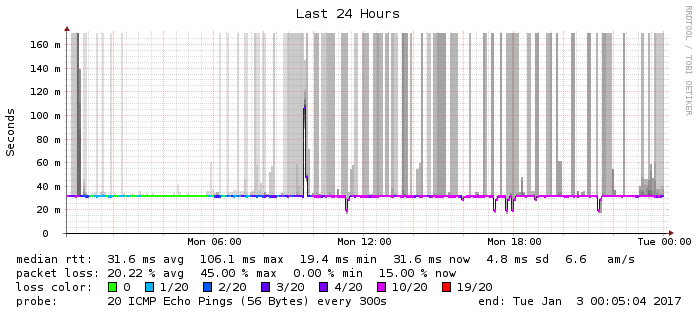 Last 24 Hours
RRDTOOL / TOBI OETIKER
Seconds
160 m
140 m
120 m
100 m
80 m
60 m
40 m
20 m
0
Mon 06:00 Mon 12:00 Mon 18:00 Tue 00:00
median rtt: 31.6 ms avg 106.1 ms max 19.4 ms min 31.6 ms now 4.8 ms sd 6.6 am/s
packet loss: 20.22 % avg 45.00 % max 0.00 % min 15.00 % now
loss color: 0 1/20 2/20 3/20 4/20 10/20 19/20
probe: 20 ICMP Echo Pings (56 Bytes) every 300s end: Tue Jan 3 00:05:04 2017